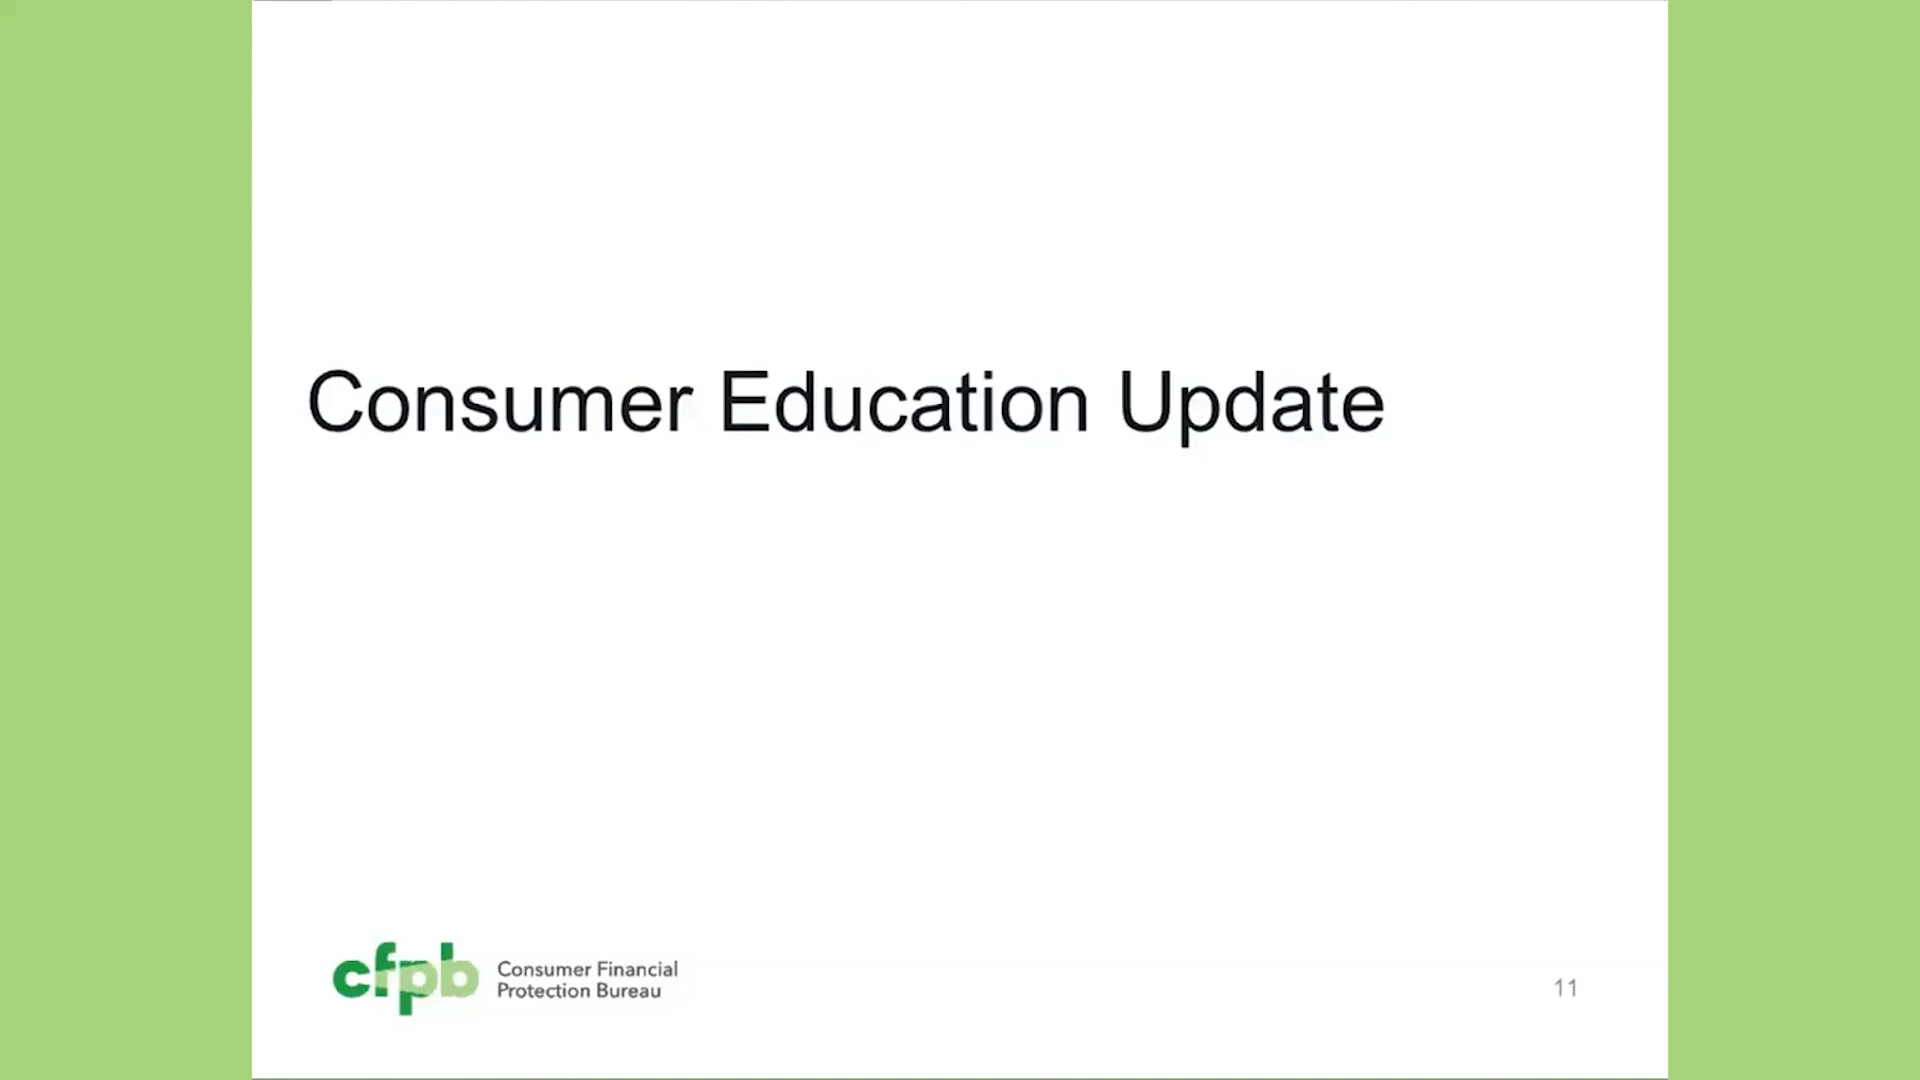 Consumer Education Update
cfpb
Consumer Financial
Protection Bureau
11